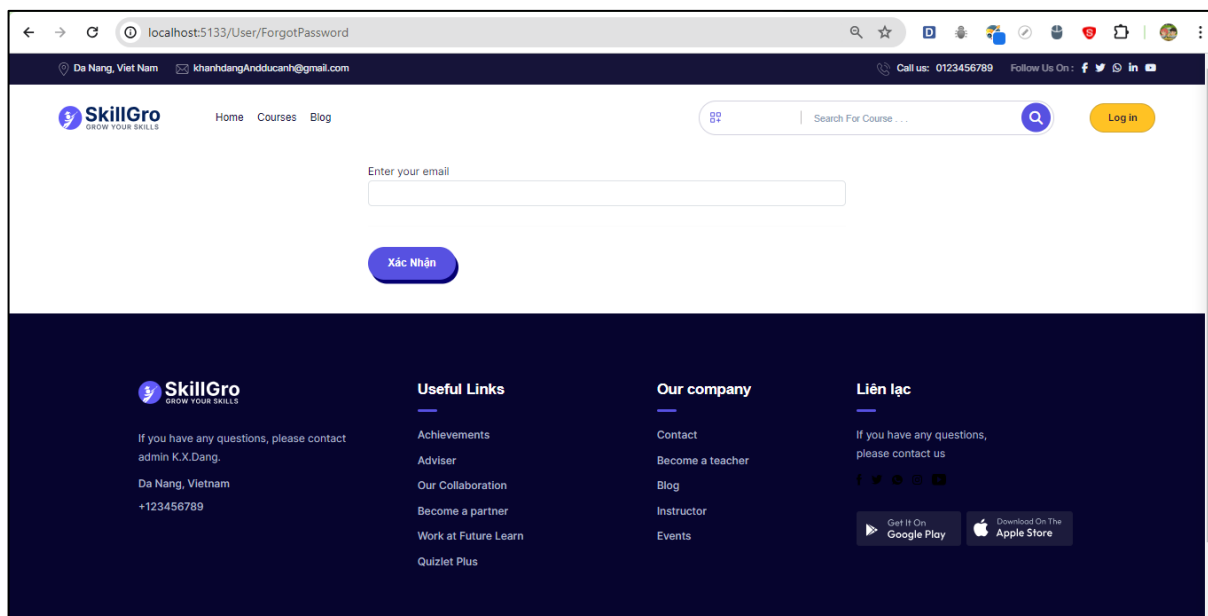 localhost:5133/User/ForgotPassword
Da Nang, Viet Nam khanhdangAndducanh@gmail.com Call us: 0123456789 Follow Us On :
SkillGro
GROW YOUR SKILLS
Home Courses Blog
Search For Course . . .
Log in
Enter your email
Xác Nhận
SkillGro
GROW YOUR SKILLS
If you have any questions, please contact
admin K.X.Dang.
Da Nang, Vietnam
+123456789
Useful Links
Achievements
Adviser
Our Collaboration
Become a partner
Work at Future Learn
Quizlet Plus
Our company
Contact
Become a teacher
Blog
Instructor
Events
Liên lạc
If you have any questions,
please contact us
Get It On
Google Play
Download On The
Apple Store